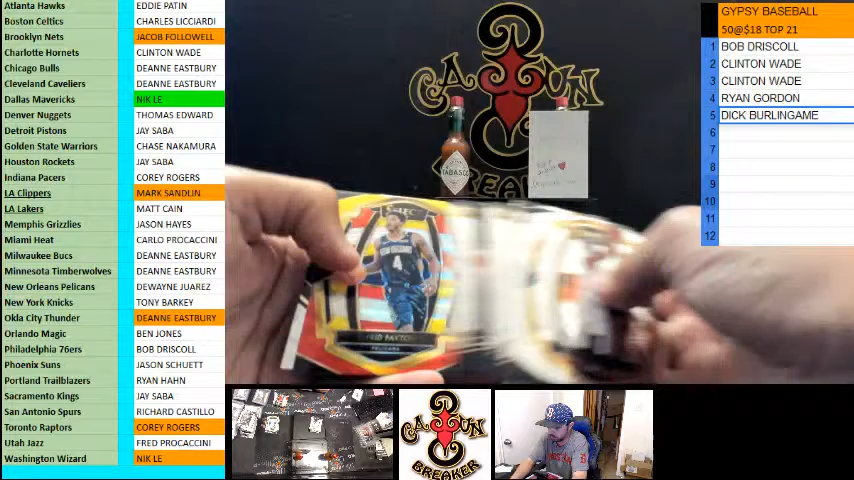 Atlanta Hawks EDDIE PATIN
Boston Celtics CHARLES LICCIARDI
Brooklyn Nets JACOB FOLLOWELL
Charlotte Hornets CLINTON WADE
Chicago Bulls DEANNE EASTBURY
Cleveland Cavaliers DEANNE EASTBURY
Dallas Mavericks NIK LE
Denver Nuggets THOMAS EDWARD
Detroit Pistons JAY SABA
Golden State Warriors CHASE NAKAMURA
Houston Rockets JAY SABA
Indiana Pacers COREY ROGERS
LA Clippers MARK SANDLIN
LA Lakers MATT CAIN
Memphis Grizzlies JASON HAYES
Miami Heat CARLO PROCACCINI
Milwaukee Bucs DEANNE EASTBURY
Minnesota Timberwolves DEANNE EASTBURY
New Orleans Pelicans DEWAYNE JUAREZ
New York Knicks TONY BARKEY
Okla City Thunder DEANNE EASTBURY
Orlando Magic BEN JONES
Philadelphia 76ers BOB DRISCOLL
Phoenix Suns JASON SCHUETT
Portland Trailblazers RYAN HAHN
Sacramento Kings JAY SABA
San Antonio Spurs RICHARD CASTILLO
Toronto Raptors COREY ROGERS
Utah Jazz FRED PROCACCINI
Washington Wizard NIK LE
CAJUN
BREAKER
TABASCO
4
PELICANS
GYPSY BASEBALL
50@$18 TOP 21
1 BOB DRISCOLL
2 CLINTON WADE
3 CLINTON WADE
4 RYAN GORDON
5 DICK BURLINGAME
6
7
8
9
10
11
12
CAJUN
BREAKER